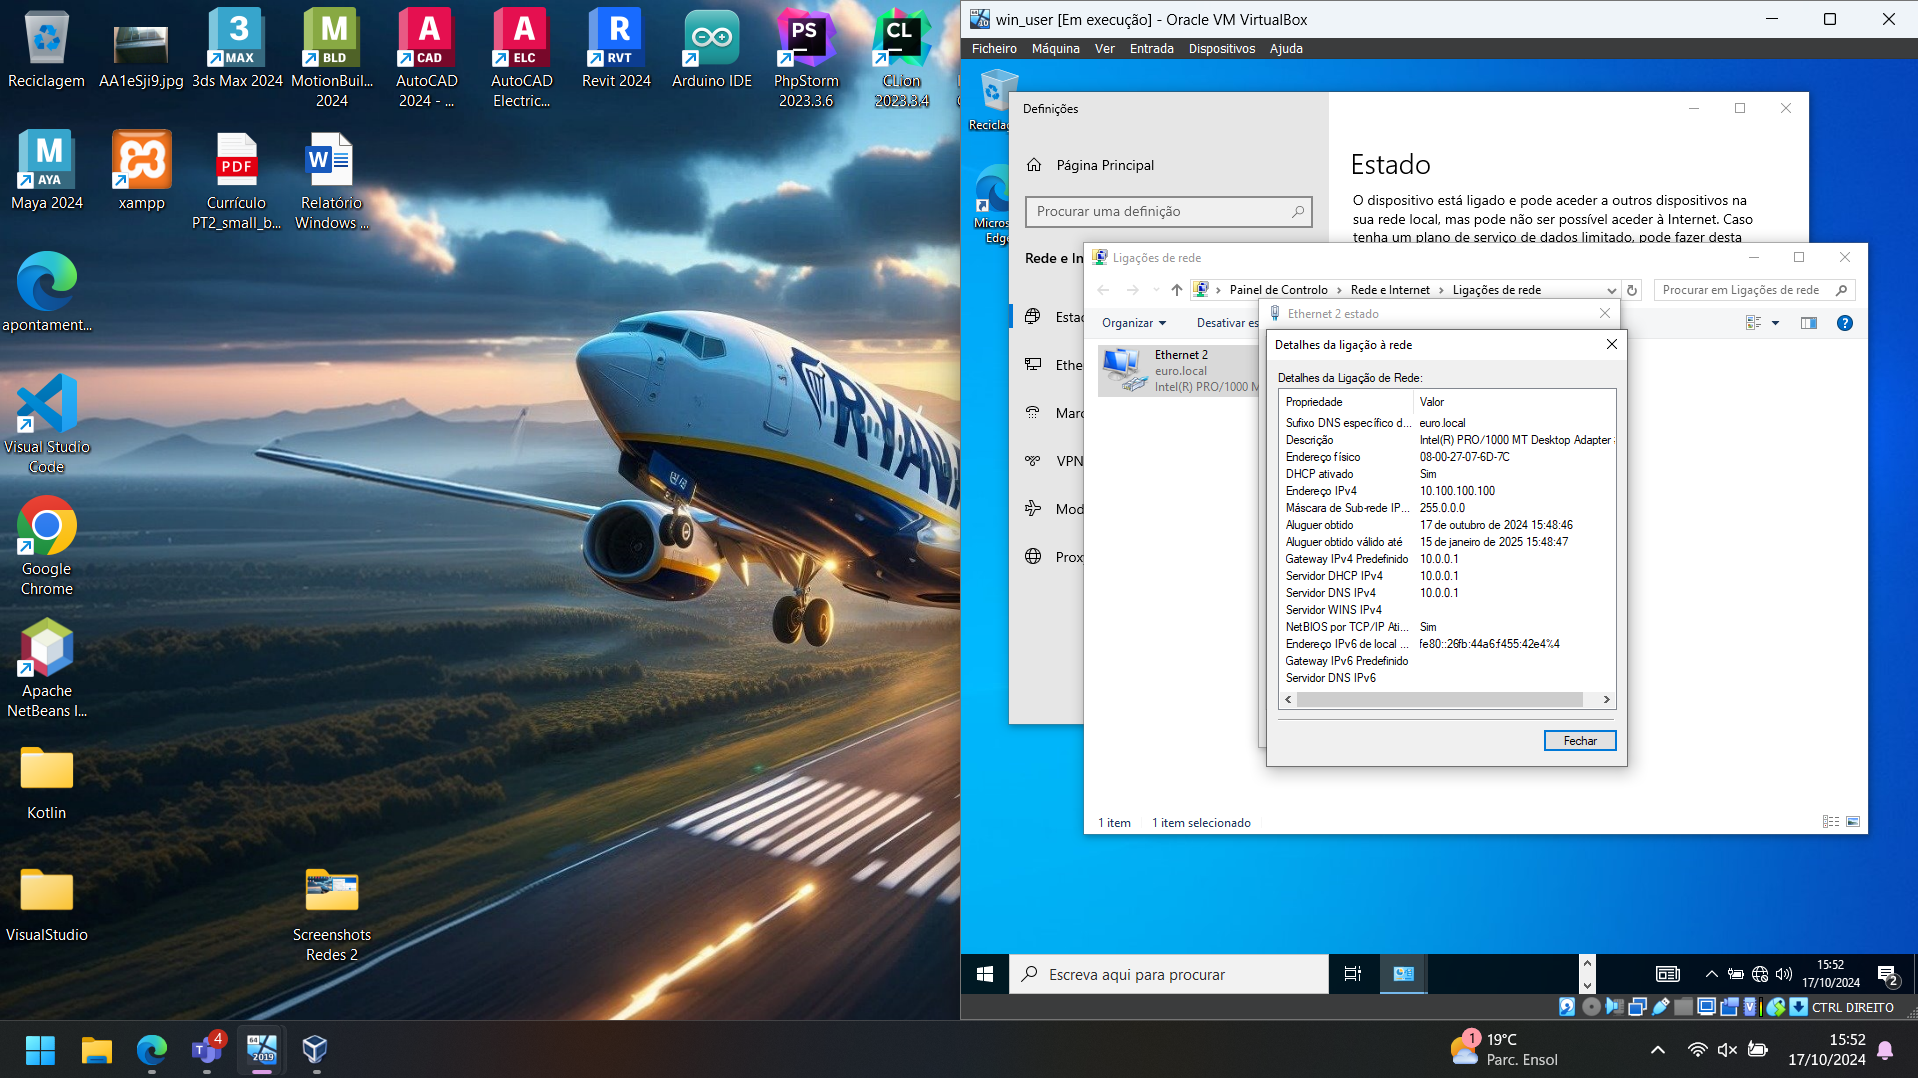 Reciclagem
AA1eSji9.jpg
3
MAX
3ds Max 2024
M
BLD
MotionBuil...
2024
A
CAD
AutoCAD
2024 - ...
A
ELC
AutoCAD
Electric...
R
RVT
Revit 2024
Arduino IDE
PS
PhpStorm
2023.3.6
CL
CLion
2023.3.4
M
AYA
Maya 2024
xampp
PDF
Currículo
PT2_small_b...
W
Relatório
Windows ...
apontament...
Visual Studio
Code
Google
Chrome
Apache
NetBeans I...
Kotlin
VisualStudio
Screenshots
Redes 2
RYANA
win_user [Em execução] - Oracle VM VirtualBox
Ficheiro Máquina Ver Entrada Dispositivos Ajuda
Recicla
Micros
Edge
Definições
Página Principal
Procurar uma definição
Rede e In
Estad
Ethe
Marc
VPN
Mod
Prox
Estado
O dispositivo está ligado e pode aceder a outros dispositivos na
sua rede local, mas pode não ser possível aceder à Internet. Caso
tenha um plano de serviço de dados limitado, pode fazer desta
Ligações de rede
Painel de Controlo > Rede e Internet > Ligações de rede
Procurar em Ligações de rede
Organizar Desativar es
Ethernet 2
euro.local
Intel(R) PRO/1000 M
1 item 1 item selecionado
Ethernet 2 estado
Detalhes da ligação à rede
Detalhes da Ligação de Rede:
Propriedade Valor
Sufixo DNS específico d... euro.local
Descrição Intel(R) PRO/1000 MT Desktop Adapter
Endereço físico 08-00-27-07-6D-7C
DHCP ativado Sim
Endereço IPv4 10.100.100.100
Máscara de Sub-rede IP... 255.0.0.0
Aluguer obtido 17 de outubro de 2024 15:48:46
Aluguer obtido válido até 15 de janeiro de 2025 15:48:47
Gateway IPv4 Predefinido 10.0.0.1
Servidor DHCP IPv4 10.0.0.1
Servidor DNS IPv4 10.0.0.1
Servidor WINS IPv4
NetBIOS por TCP/IP Ati... Sim
Endereço IPv6 de local ... fe80::26fb:44a6:f455:42e4%4
Gateway IPv6 Predefinido
Servidor DNS IPv6
Fechar
Escreva aqui para procurar
15:52
17/10/2024
2
CTRL DIREITO
4
64
2019
1
19°C
Parc. Ensol
15:52
17/10/2024